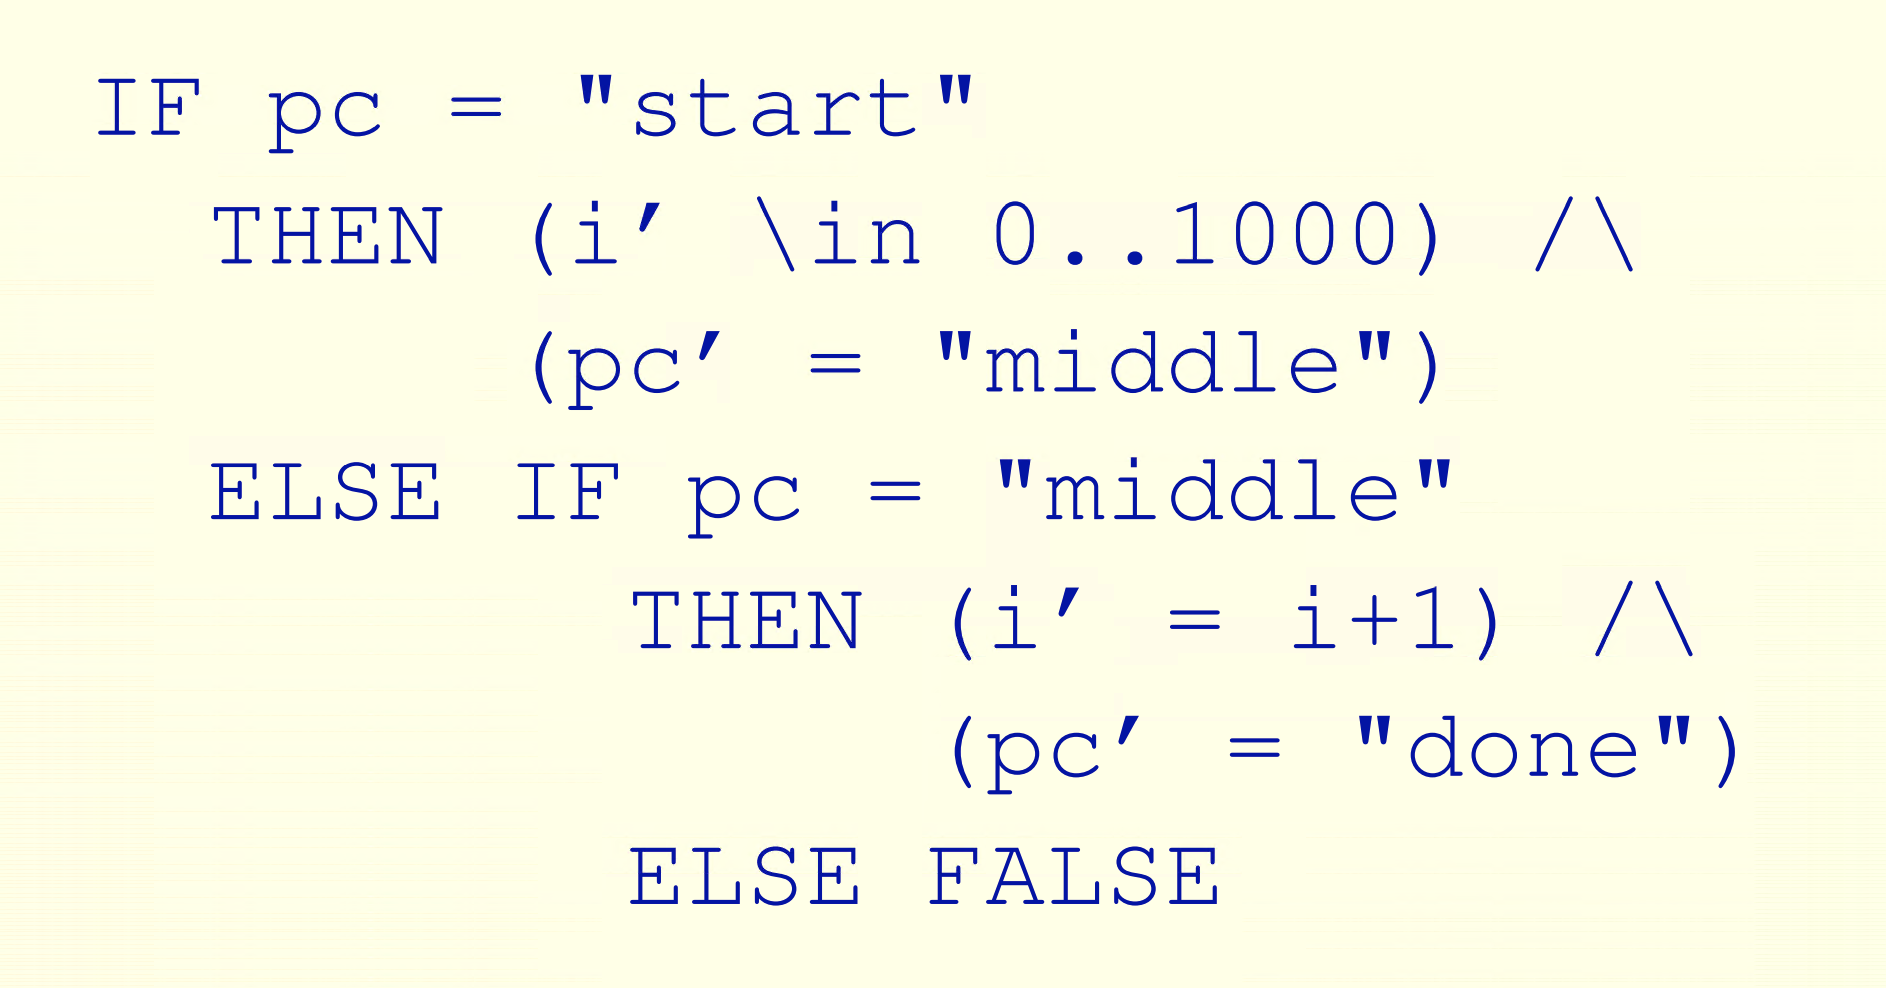 IF pc = "start"
THEN (i′ \in 0..1000) /\
(pc′ = "middle")
ELSE IF pc = "middle"
THEN (i′ = i+1) /\
(pc′ = "done")
ELSE FALSE